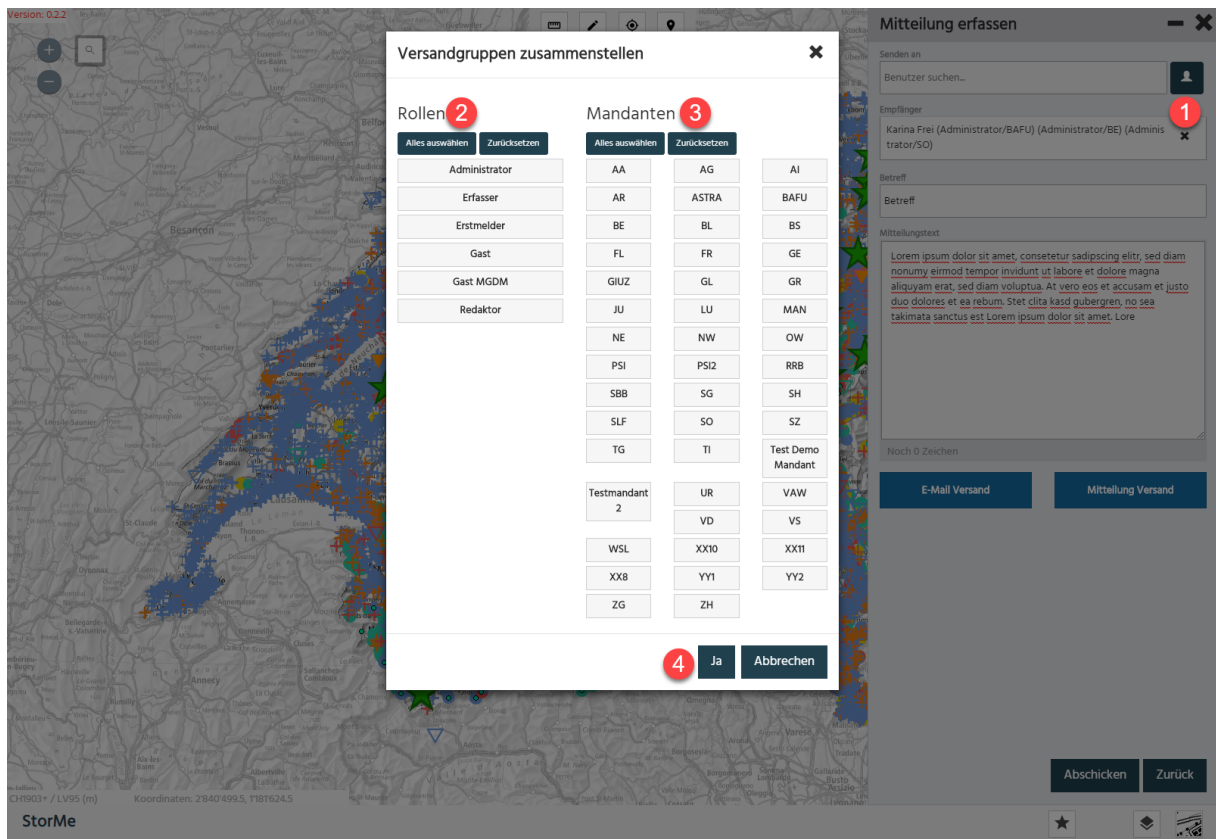 Version: 0.2.2
Mitteilung erfassen
Versandgruppen zusammenstellen
Senden an
Benutzer suchen...
1
Empfänger
Karina Frei (Administrator/BAFU) (Administrator/BE) (Adminis
trator/SO)
Betreff
Betreff
Mitteilungstext
Lorem ipsum dolor sit amet, consetetur sadipscing elitr, sed diam
nonumy eirmod tempor invidunt ut labore et dolore magna
aliquyam erat, sed diam voluptua. At vero eos et accusam et justo
duo dolores et ea rebum. Stet clita kasd gubergren, no sea
takimata sanctus est Lorem ipsum dolor sit amet. Lore
Noch 0 Zeichen
E-Mail Versand Mitteilung Versand
Abschicken Zurück
Rollen 2
Alles auswählen Zurücksetzen
Administrator
Erfasser
Erstmelder
Gast
Gast MGDM
Redaktor
Mandanten 3
Alles auswählen Zurücksetzen
AA AG AI
AR ASTRA BAFU
BE BL BS
FL FR GE
GIUZ GL GR
JU LU MAN
NE NW OW
PSI PSI2 RRB
SBB SG SH
SLF SO SZ
TG TI Test Demo
Mandant
Testmandant UR VAW
2
VD VS
WSL XX10 XX11
XX8 YY1 YY2
ZG ZH
4 Ja Abbrechen
Besançon
Vesoul
Pontarlier
Annecy
Albertville
Aosta
CH1903+ / LV95 (m) Koordinaten: 2'840'499.5, 1'181'624.5
StorMe